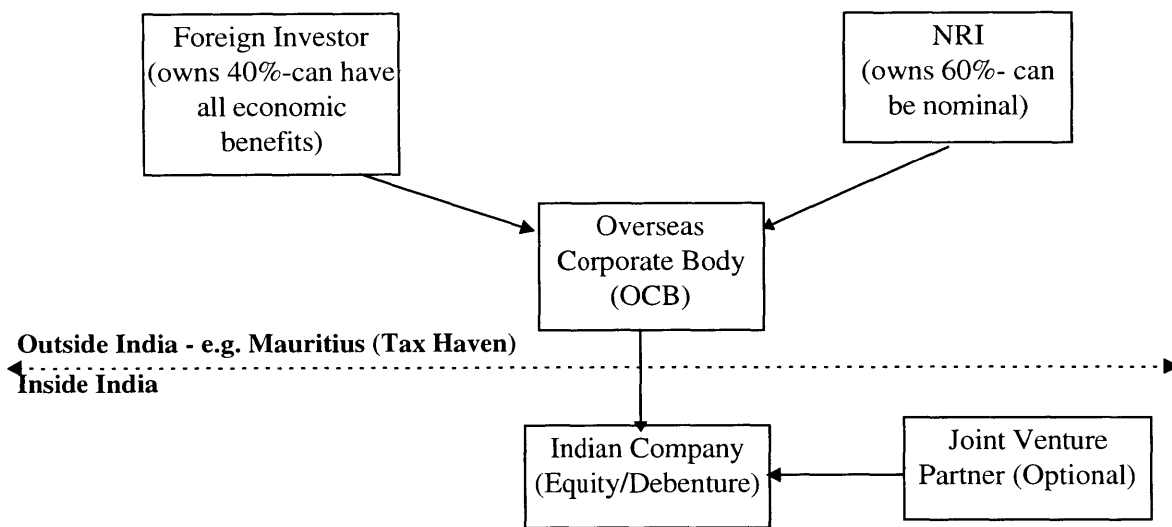 Foreign Investor
(owns 40%-can have
all economic
benefits)
NRI
(owns 60%- can
be nominal)
Overseas
Corporate Body
(OCB)
Outside India - e.g. Mauritius (Tax Haven)
Inside India
Indian Company
(Equity/Debenture)
Joint Venture
Partner (Optional)